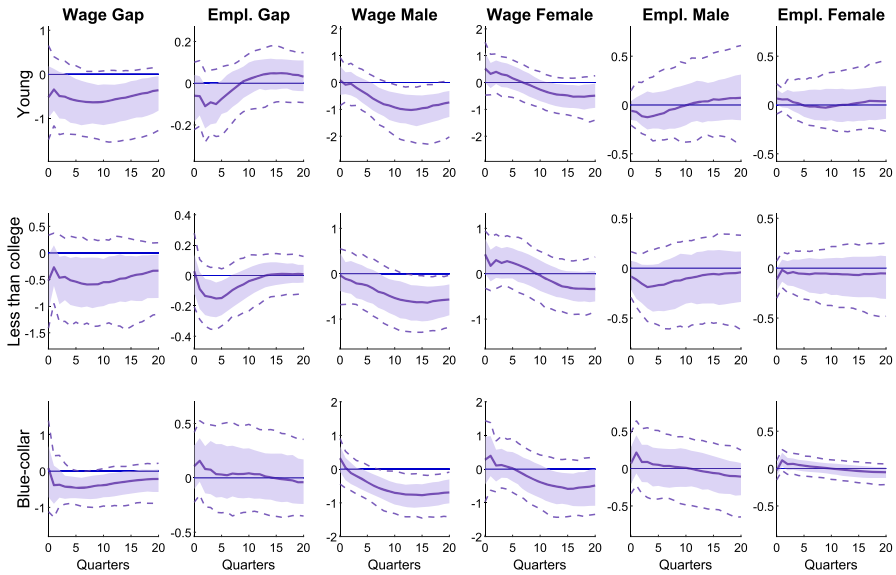 Wage Gap Empl. Gap Wage Male Wage Female Empl. Male Empl. Female
Young
1 0 -1
0.2 0 -0.2
2 1 0 -1 -2
2 1 0 -1 -2
0.5 0 -0.5
0.5 0 -0.5
0 5 10 15 20 0 5 10 15 20 0 5 10 15 20 0 5 10 15 20 0 5 10 15 20 0 5 10 15 20
Less than college
0.5 0 -0.5 -1 -1.5
0.4 0.2 0 -0.2 -0.4
1 0 -1
1 0 -1
0.5 0 -0.5
0.5 0 -0.5
0 5 10 15 20 0 5 10 15 20 0 5 10 15 20 0 5 10 15 20 0 5 10 15 20 0 5 10 15 20
Blue-collar
1 0 -1
0.5 0 -0.5
2 1 0 -1 -2
2 1 0 -1 -2
0.5 0 -0.5
0.5 0 -0.5
0 5 10 15 20 0 5 10 15 20 0 5 10 15 20 0 5 10 15 20 0 5 10 15 20 0 5 10 15 20
Quarters Quarters Quarters Quarters Quarters Quarters